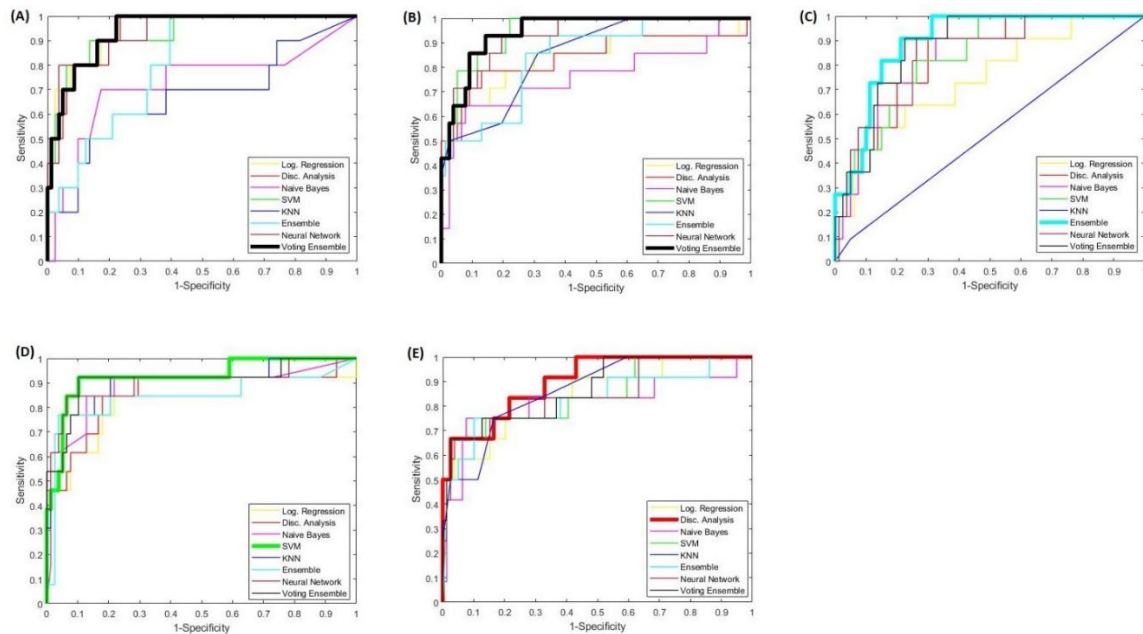 (A)
1
0.9
0.8
0.7
0.6
0.5
0.4
0.3
0.2
0.1
0
Sensitivity
Log. Regression
Disc. Analysis
Naive Bayes
SVM
KNN
Ensemble
Neural Network
Voting Ensemble
0 0.1 0.2 0.3 0.4 0.5 0.6 0.7 0.8 0.9 1
1-Specificity
(B)
1
0.9
0.8
0.7
0.6
0.5
0.4
0.3
0.2
0.1
0
Sensitivity
Log. Regression
Disc. Analysis
Naive Bayes
SVM
KNN
Ensemble
Neural Network
Voting Ensemble
0 0.1 0.2 0.3 0.4 0.5 0.6 0.7 0.8 0.9 1
1-Specificity
(C)
1
0.9
0.8
0.7
0.6
0.5
0.4
0.3
0.2
0.1
0
Sensitivity
Log. Regression
Disc. Analysis
Naive Bayes
SVM
KNN
Ensemble
Neural Network
Voting Ensemble
0 0.1 0.2 0.3 0.4 0.5 0.6 0.7 0.8 0.9 1
1-Specificity
(D)
1
0.9
0.8
0.7
0.6
0.5
0.4
0.3
0.2
0.1
0
Sensitivity
Log. Regression
Disc. Analysis
Naive Bayes
SVM
KNN
Ensemble
Neural Network
Voting Ensemble
0 0.1 0.2 0.3 0.4 0.5 0.6 0.7 0.8 0.9 1
1-Specificity
(E)
1
0.9
0.8
0.7
0.6
0.5
0.4
0.3
0.2
0.1
0
Sensitivity
Log. Regression
Disc. Analysis
Naive Bayes
SVM
KNN
Ensemble
Neural Network
Voting Ensemble
0 0.1 0.2 0.3 0.4 0.5 0.6 0.7 0.8 0.9 1
1-Specificity